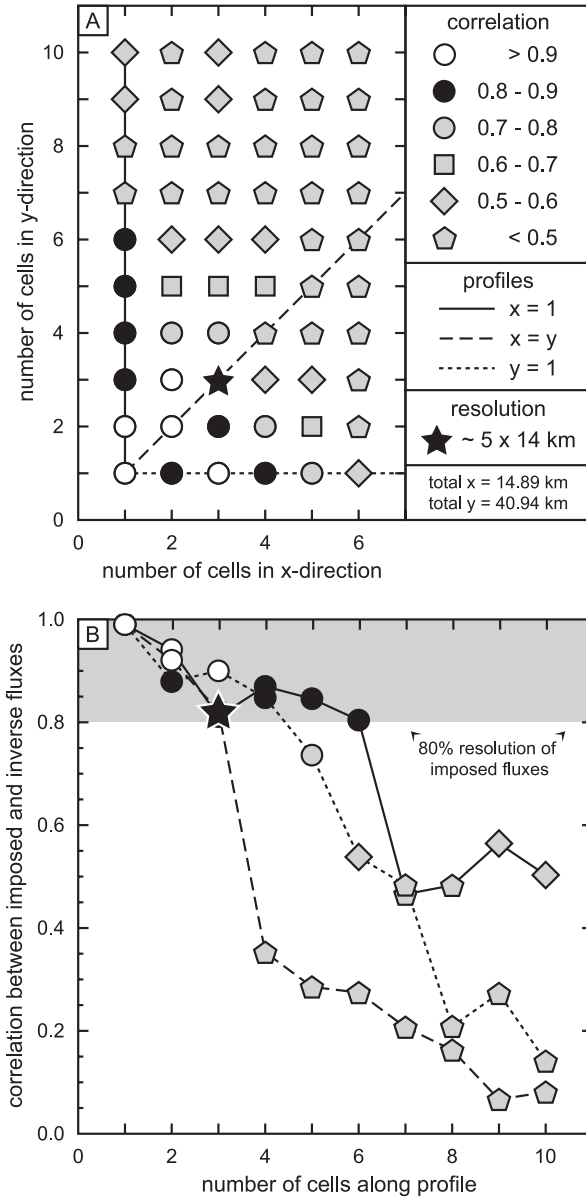 A
correlation
> 0.9
0.8 - 0.9
0.7 - 0.8
0.6 - 0.7
0.5 - 0.6
< 0.5
profiles
x = 1
x = y
y = 1
resolution
~ 5 x 14 km
total x = 14.89 km
total y = 40.94 km
number of cells in y-direction
10
8
6
4
2
0
0 2 4 6
number of cells in x-direction
B
correlation between imposed and inverse fluxes
1.0
0.8
0.6
0.4
0.2
0.0
80% resolution of
imposed fluxes
0 2 4 6 8 10
number of cells along profile